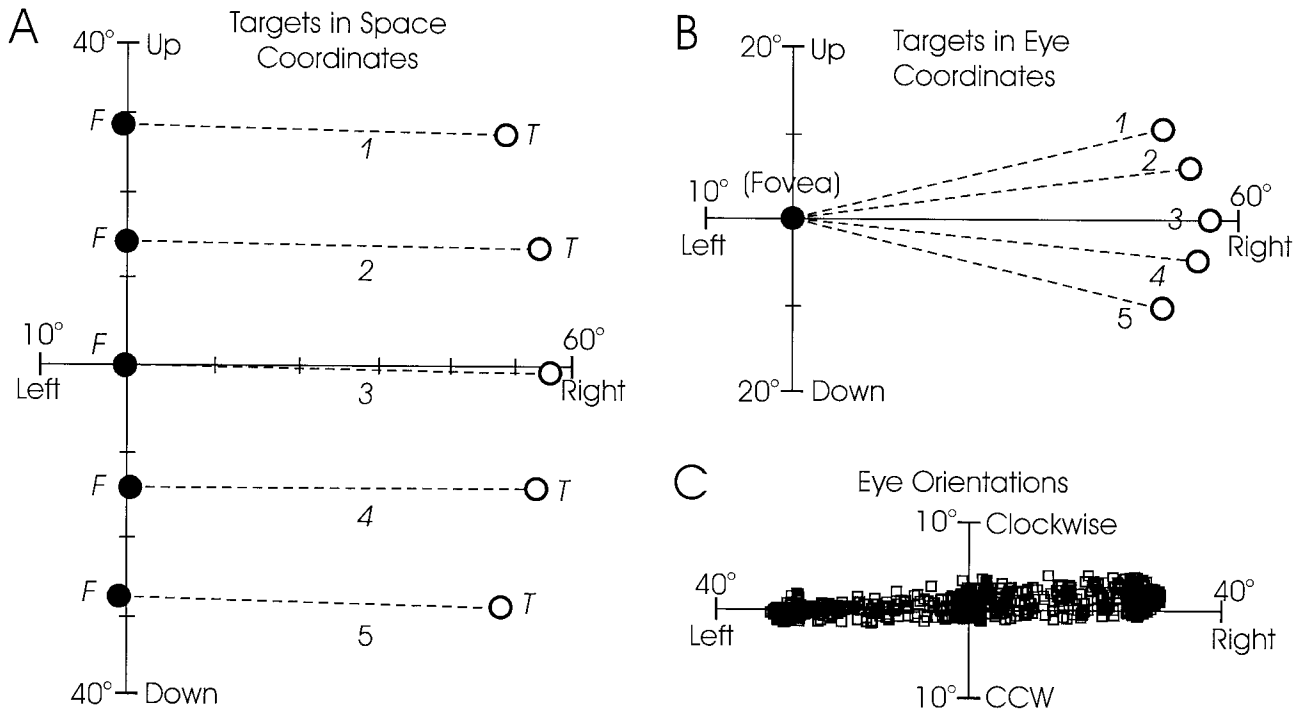 A
Targets in Space
Coordinates
40° Up
F
T
1
F
T
2
10°
F
60°
Left
3
Right
F
T
4
F
T
5
40° Down
B
Targets in Eye
Coordinates
20° Up
1
2
10° (Fovea)
60°
Left
3
Right
4
5
20° Down
C
Eye Orientations
10° Clockwise
40°
40°
Left
Right
10° CCW